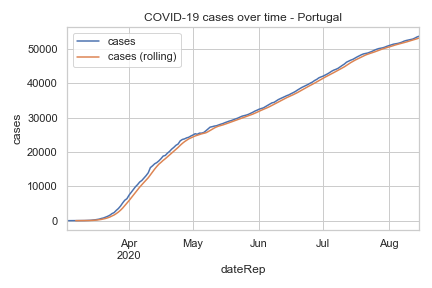 COVID-19 cases over time - Portugal
cases
cases (rolling)
50000
40000
30000
20000
10000
0
cases
Apr
2020
May
Jun
Jul
Aug
dateRep